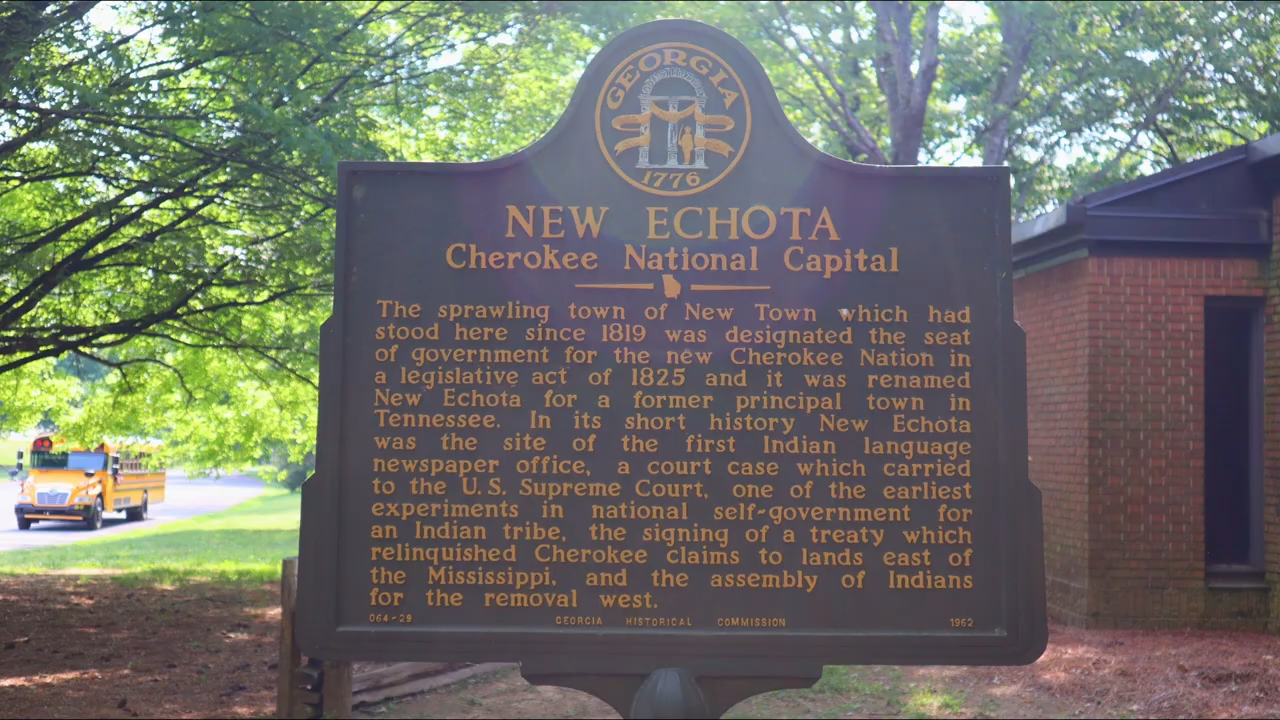 GEORGIA
1776
NEW ECHOTA
Cherokee National Capital
The sprawling town of New Town which had
stood here since 1819 was designated the seat
of government for the new Cherokee Nation in
a legislative act of 1825 and it was renamed
New Echota for a former principal town in
Tennessee. In its short history New Echota
was the site of the first Indian language
newspaper office, a court case which carried
to the U.S. Supreme Court, one of the earliest
experiments in national self-government for
an Indian tribe, the signing of a treaty which
relinquished Cherokee claims to lands east of
the Mississippi, and the assembly of Indians
for the removal west.
064-29 GEORGIA HISTORICAL COMMISSION 1962